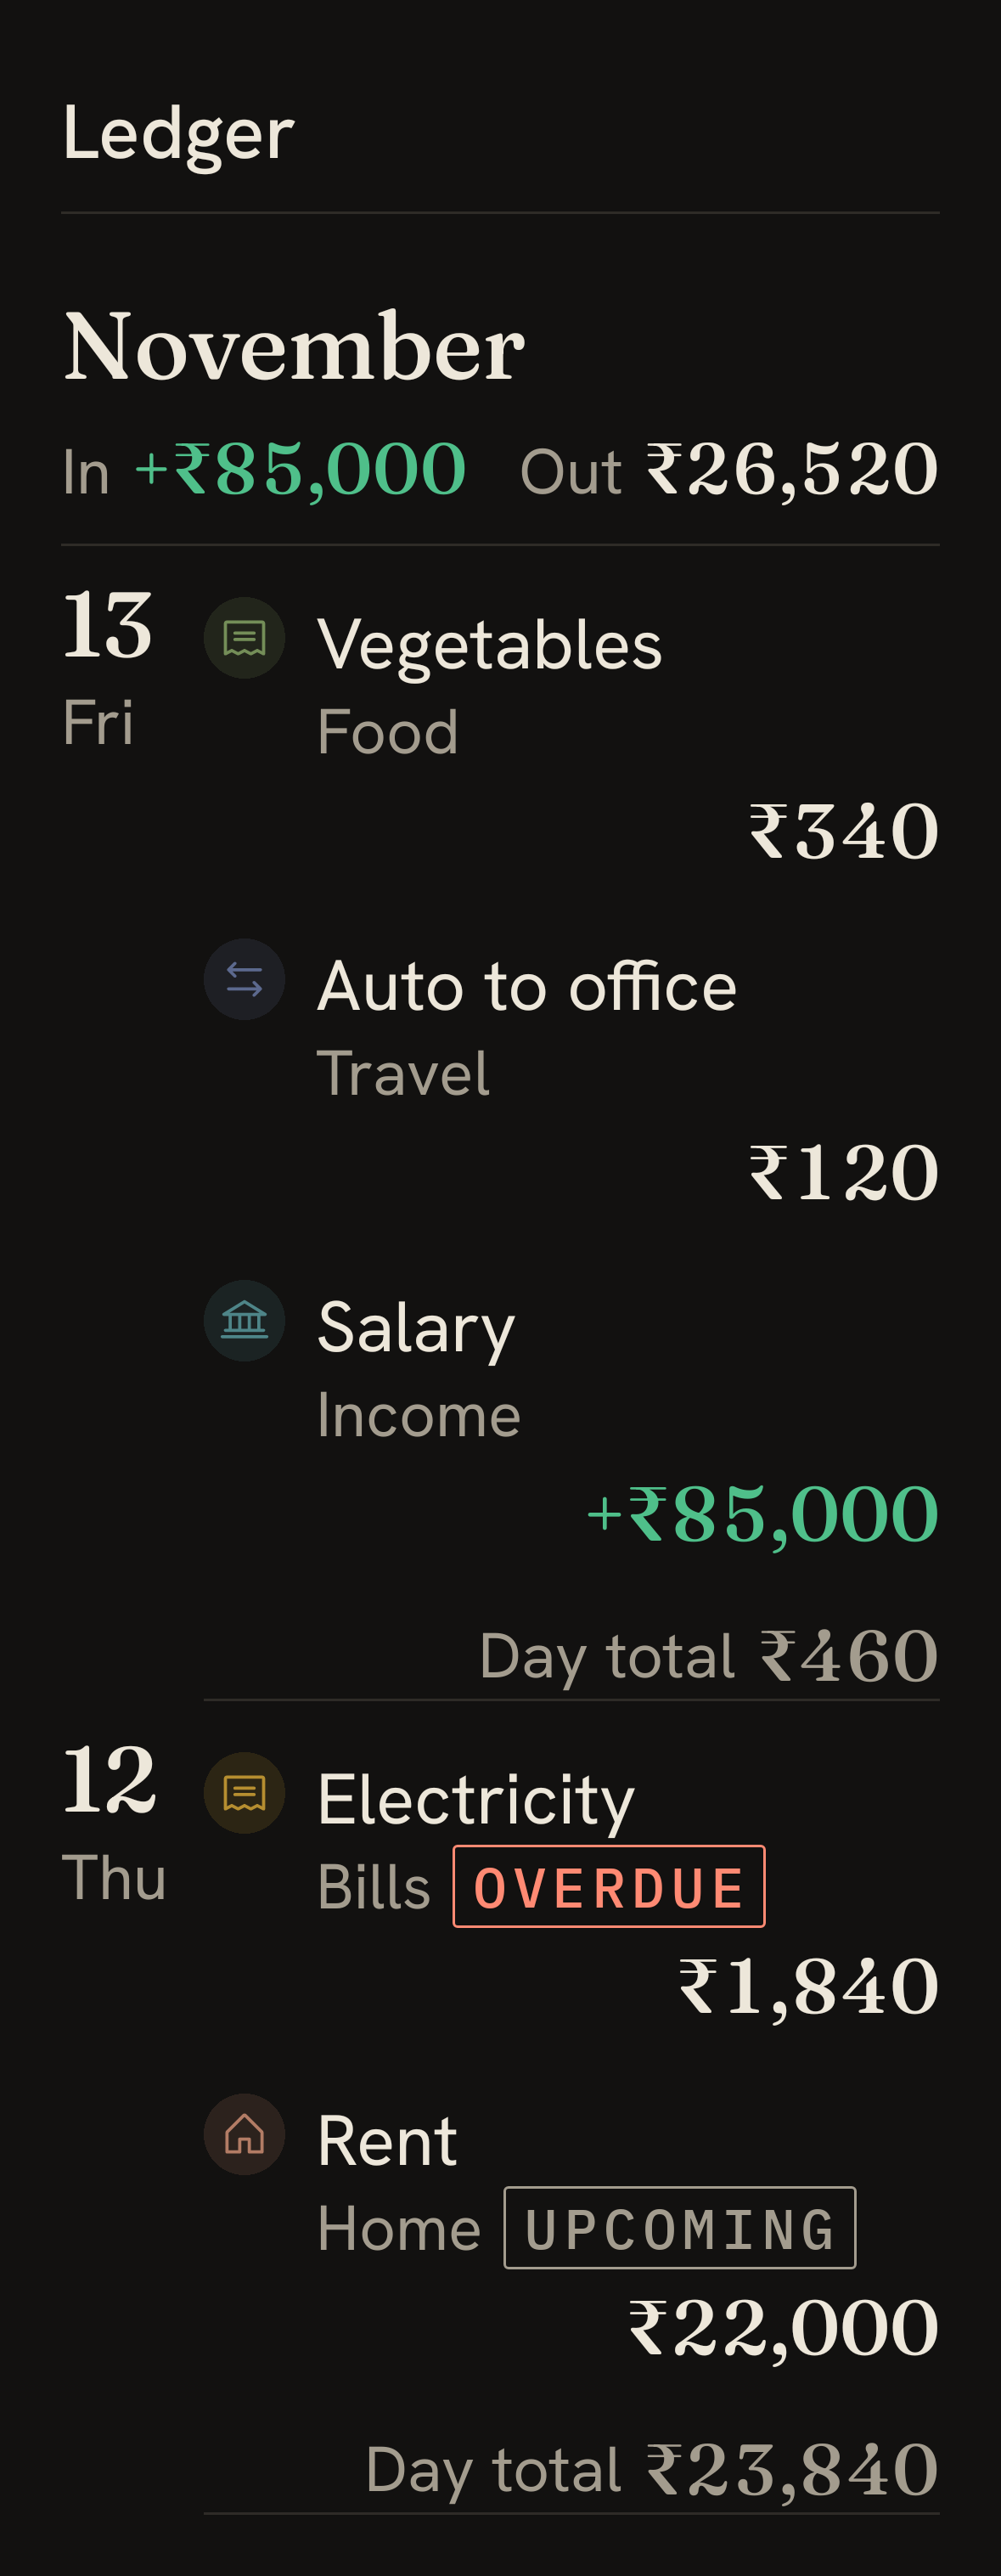 Ledger
November
In +₹85,000 Out ₹26,520
13 Vegetables
Fri Food
₹340
Auto to office
Travel
₹120
Salary
Income
+₹85,000
Day total ₹460
12 Electricity
Thu Bills OVERDUE
₹1,840
Rent
Home UPCOMING
₹22,000
Day total ₹23,840